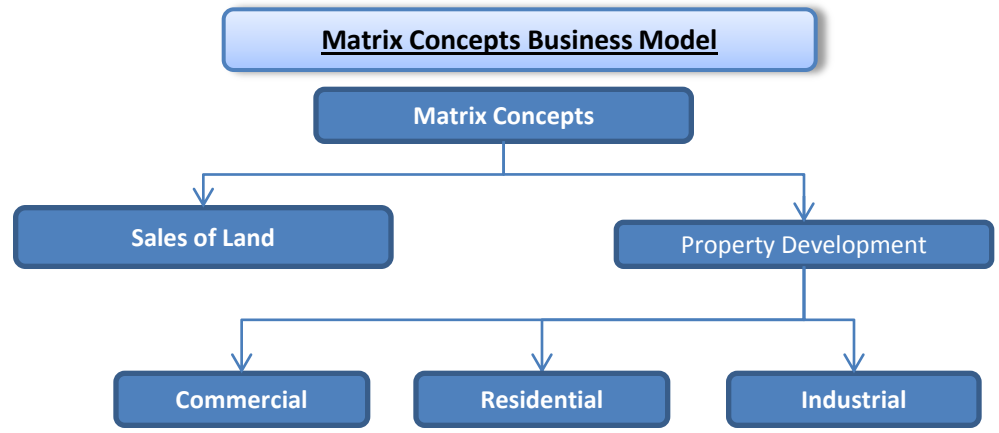 Matrix Concepts Business Model
Matrix Concepts
Sales of Land
Property Development
Commercial
Residential
Industrial